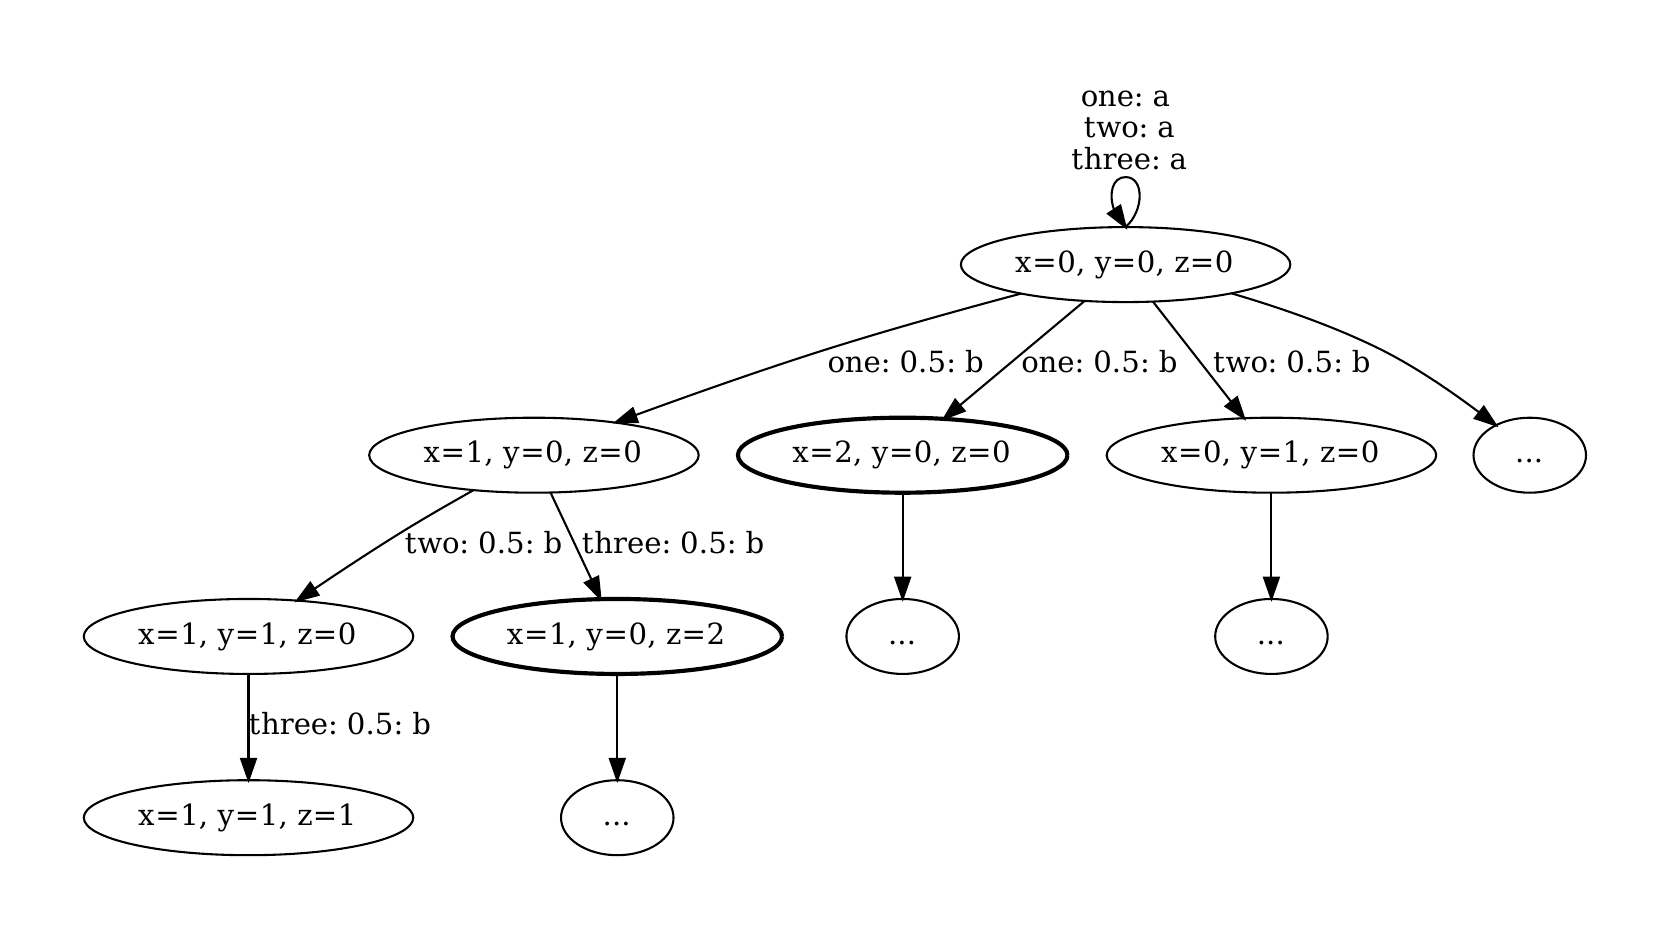 one: a
two: a
three: a
x=0, y=0, z=0
one: 0.5: b
one: 0.5: b
two: 0.5: b
x=1, y=0, z=0
x=2, y=0, z=0
x=0, y=1, z=0
...
two: 0.5: b
three: 0.5: b
x=1, y=1, z=0
x=1, y=0, z=2
...
...
three: 0.5: b
x=1, y=1, z=1
...